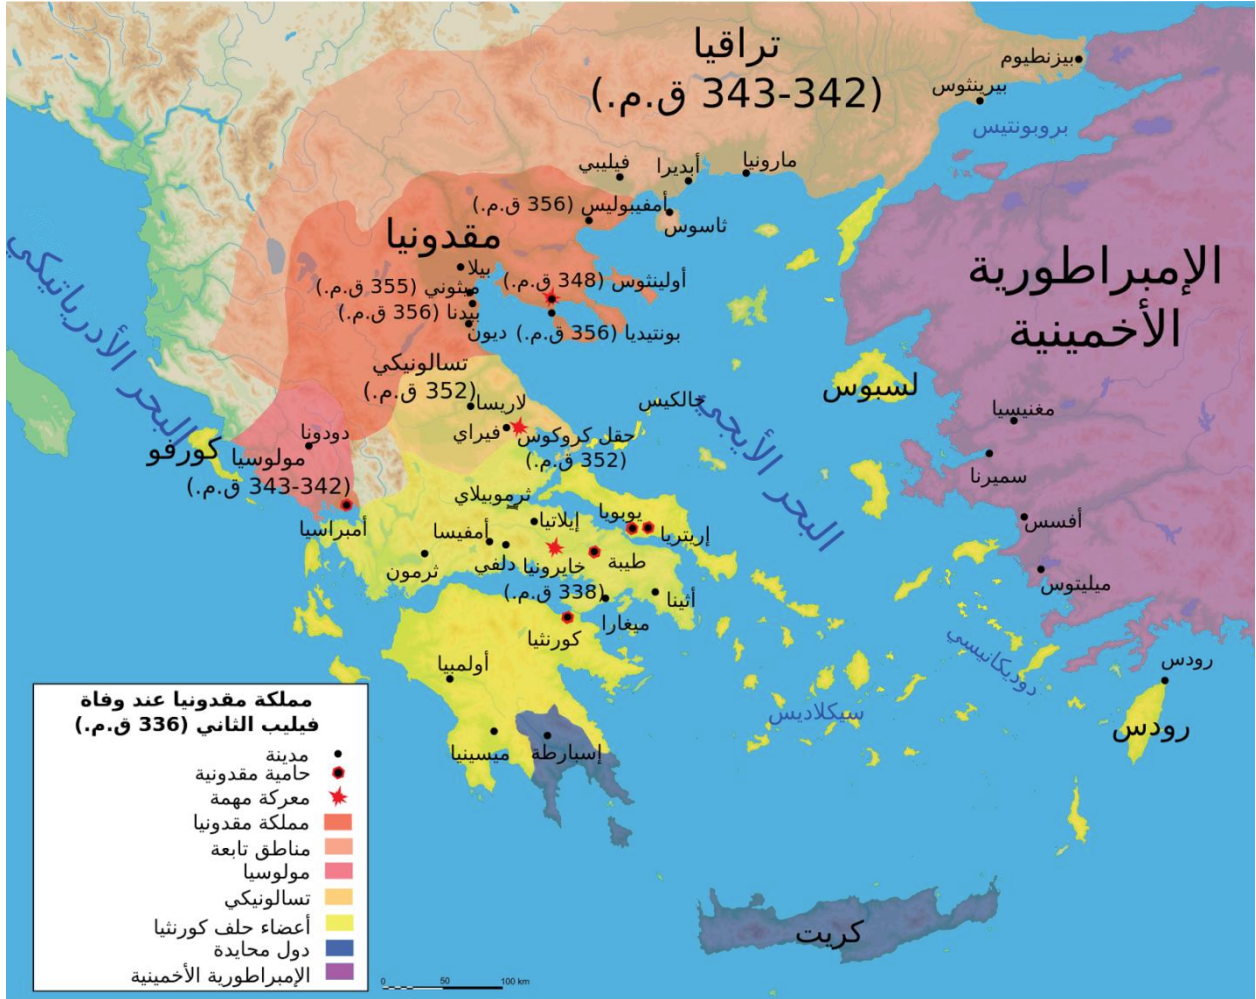 تراقيا
(343-342 ق.م.)
بيزنطيوم
بيرينثوس
بروبونتيس
مارونيا
أبديرا
فيليبي
أمفيبوليس (356 ق.م.)
ثاسوس
مقدونيا
بيلا
ميثوني (355 ق.م.)
بيدنا (356 ق.م.)
ديون
أولينثوس (348 ق.م.)
بونتيديا (356 ق.م.)
الإمبراطورية
الأخمينية
البحر الأدرياتيكي
تسالونيكي
(352 ق.م.)
لاريسا
فيراي
حقل كروكوس
(352 ق.م.)
خالكيس
البحر الأيجي
لسبوس
مغنيسيا
سميرنا
أفسس
ميليتوس
كورفو
دودونا
مولوسيا
(343-342 ق.م.)
أمبراسيا
ثرموبيلاي
إيلاتيا
يوبويا
إريتريا
أمفيسا
دلفي
خايرونيا
(338 ق.م.)
طيبة
ثرمون
أثينا
ميغارا
كورنثيا
أولمبيا
ميسينيا
إسبارطة
سيكلاديس
دوديكانيسي
رودس
رودس
كريت
مملكة مقدونيا عند وفاة
فيليب الثاني (336 ق.م.)
مدينة
حامية مقدونية
معركة مهمة
مملكة مقدونيا
مناطق تابعة
مولوسيا
تسالونيكي
أعضاء حلف كورنثيا
دول محايدة
الإمبراطورية الأخمينية
0 50 100 km